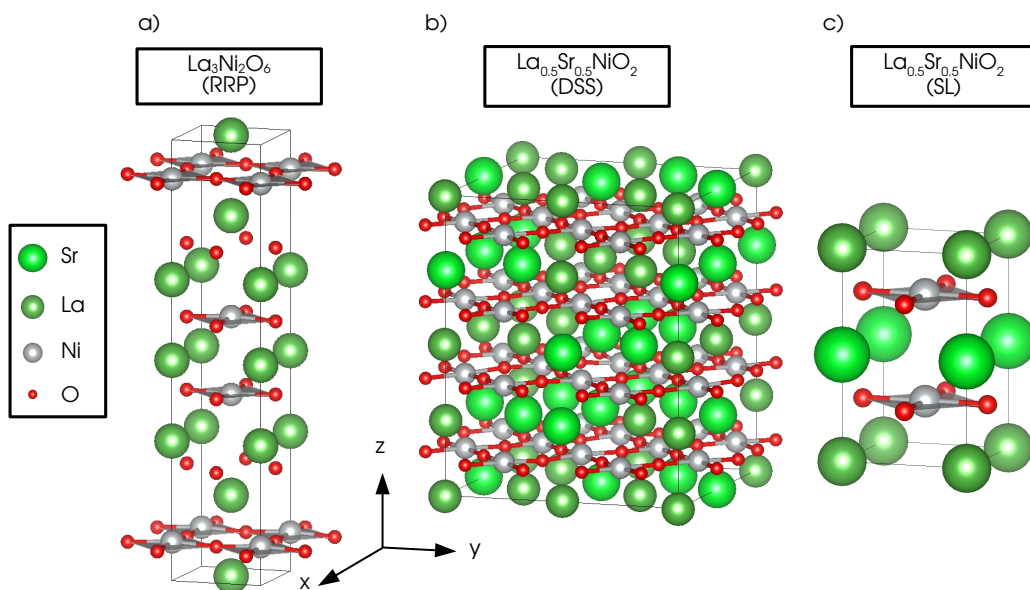 a)
La₃Ni₂O₆
(RRP)
b)
La₀.₅Sr₀.₅NiO₂
(DSS)
c)
La₀.₅Sr₀.₅NiO₂
(SL)
Sr
La
Ni
O
z
y
x